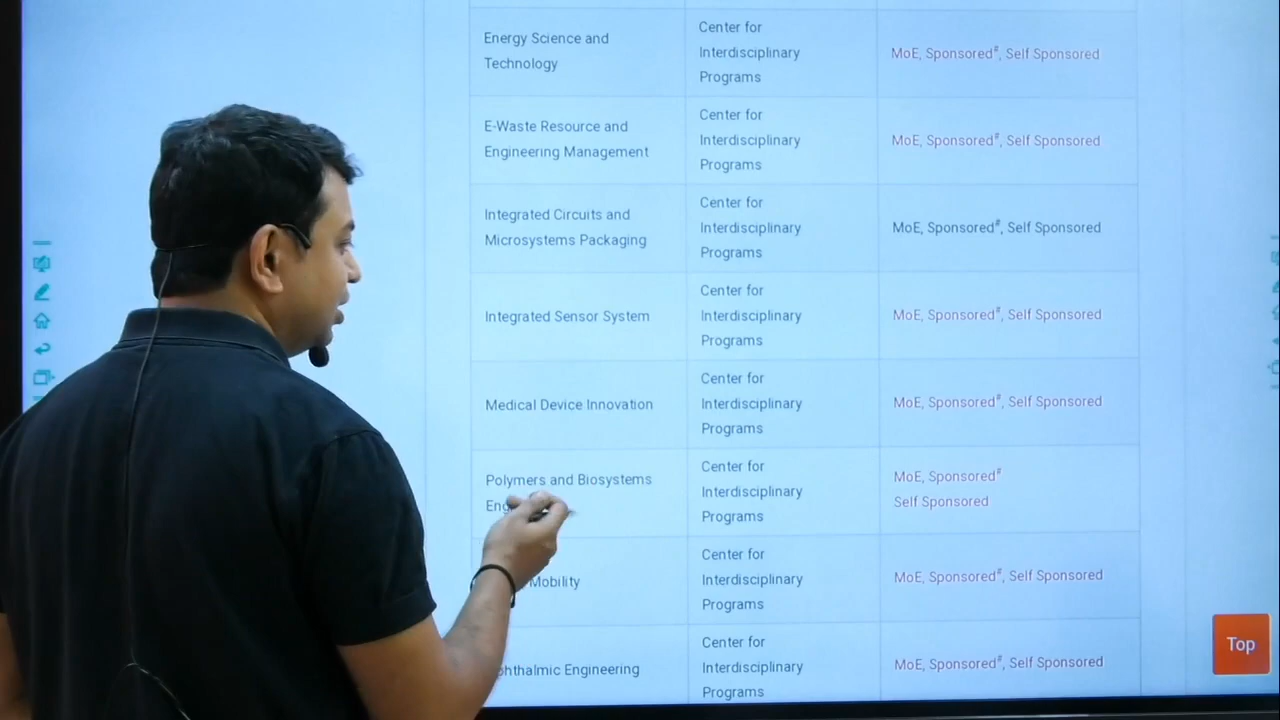 Energy Science and
Technology
Center for
Interdisciplinary
Programs
MoE, Sponsored#, Self Sponsored
E-Waste Resource and
Engineering Management
Center for
Interdisciplinary
Programs
MoE, Sponsored#, Self Sponsored
Integrated Circuits and
Microsystems Packaging
Center for
Interdisciplinary
Programs
MoE, Sponsored#, Self Sponsored
Integrated Sensor System
Center for
Interdisciplinary
Programs
MoE, Sponsored#, Self Sponsored
Medical Device Innovation
Center for
Interdisciplinary
Programs
MoE, Sponsored#, Self Sponsored
Polymers and Biosystems
Center for
Interdisciplinary
Programs
MoE, Sponsored#
Self Sponsored
Mobility
Center for
Interdisciplinary
Programs
MoE, Sponsored#, Self Sponsored
Engineering
Center for
Interdisciplinary
Programs
MoE, Sponsored#, Self Sponsored
Top